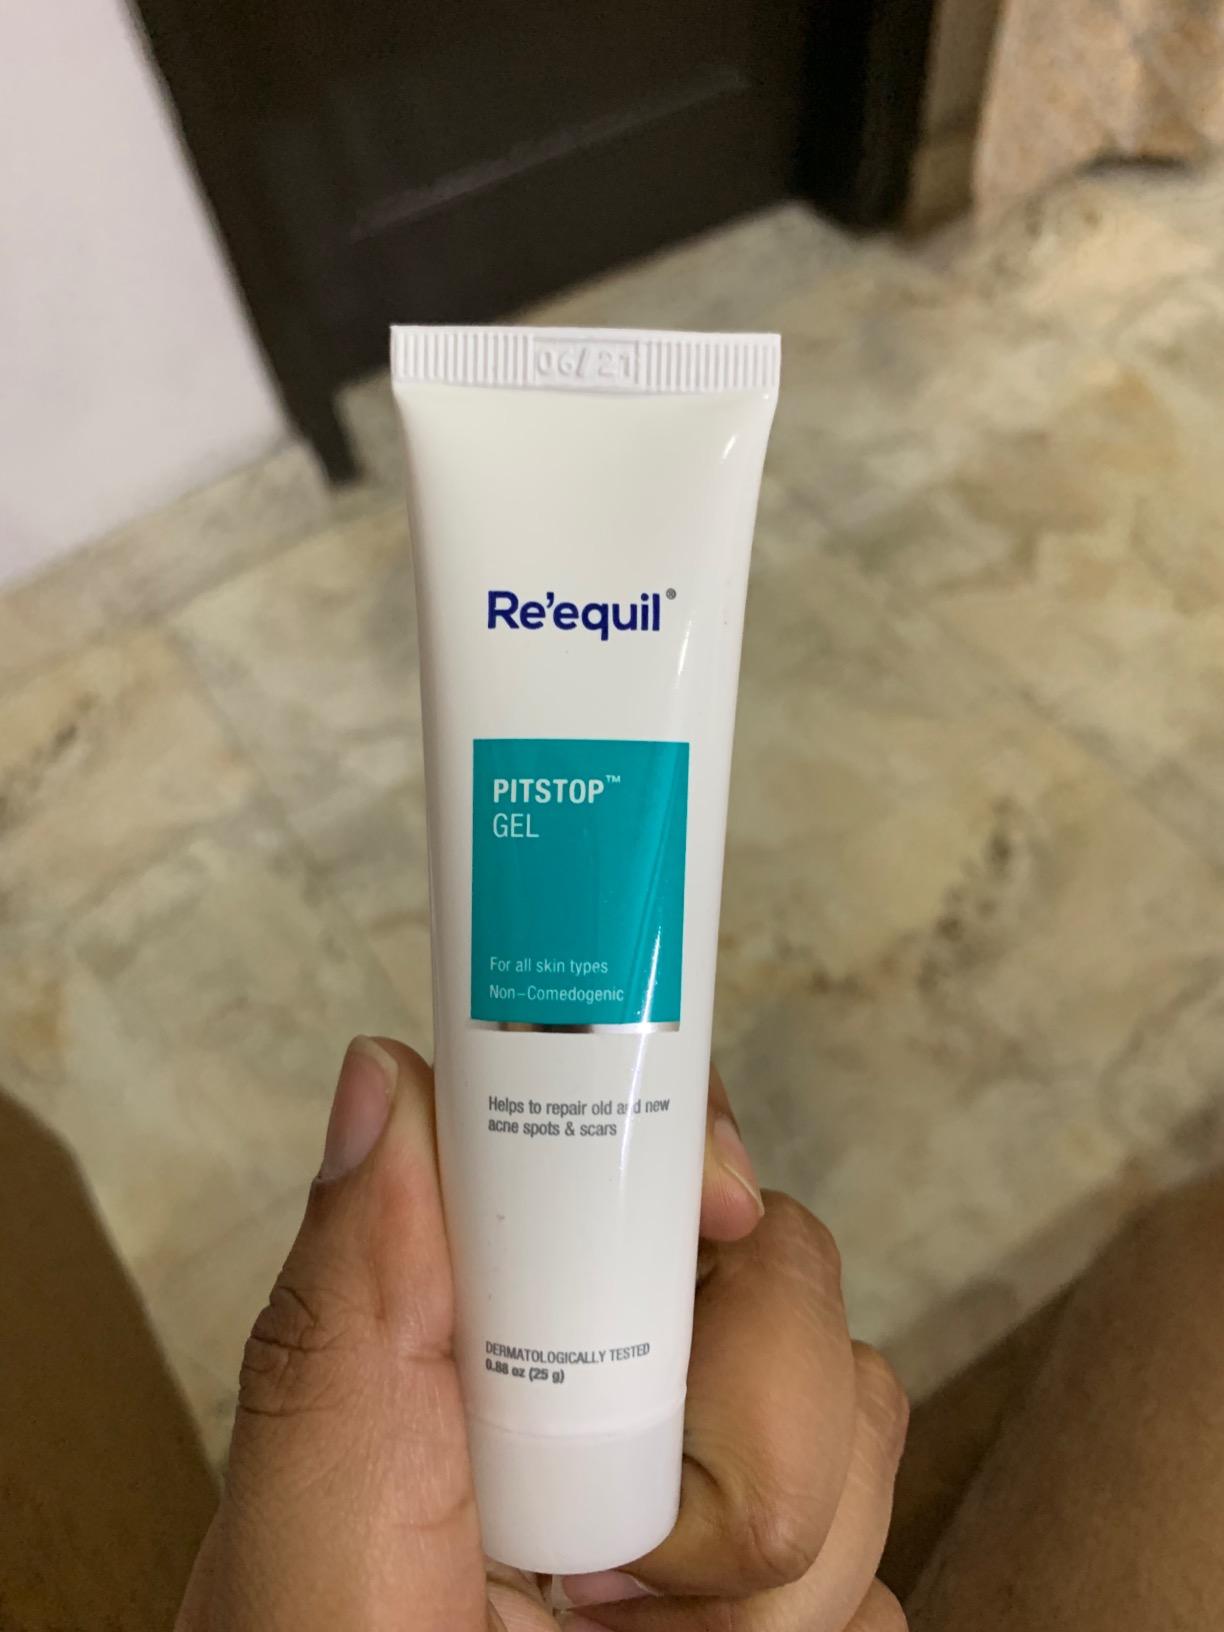 06/21
Re'equil®
PITSTOP™
GEL
For all skin types
Non-Comedogenic
Helps to repair old and new
acne spots & scars
DERMATOLOGICALLY TESTED
0.88 oz (25 g)